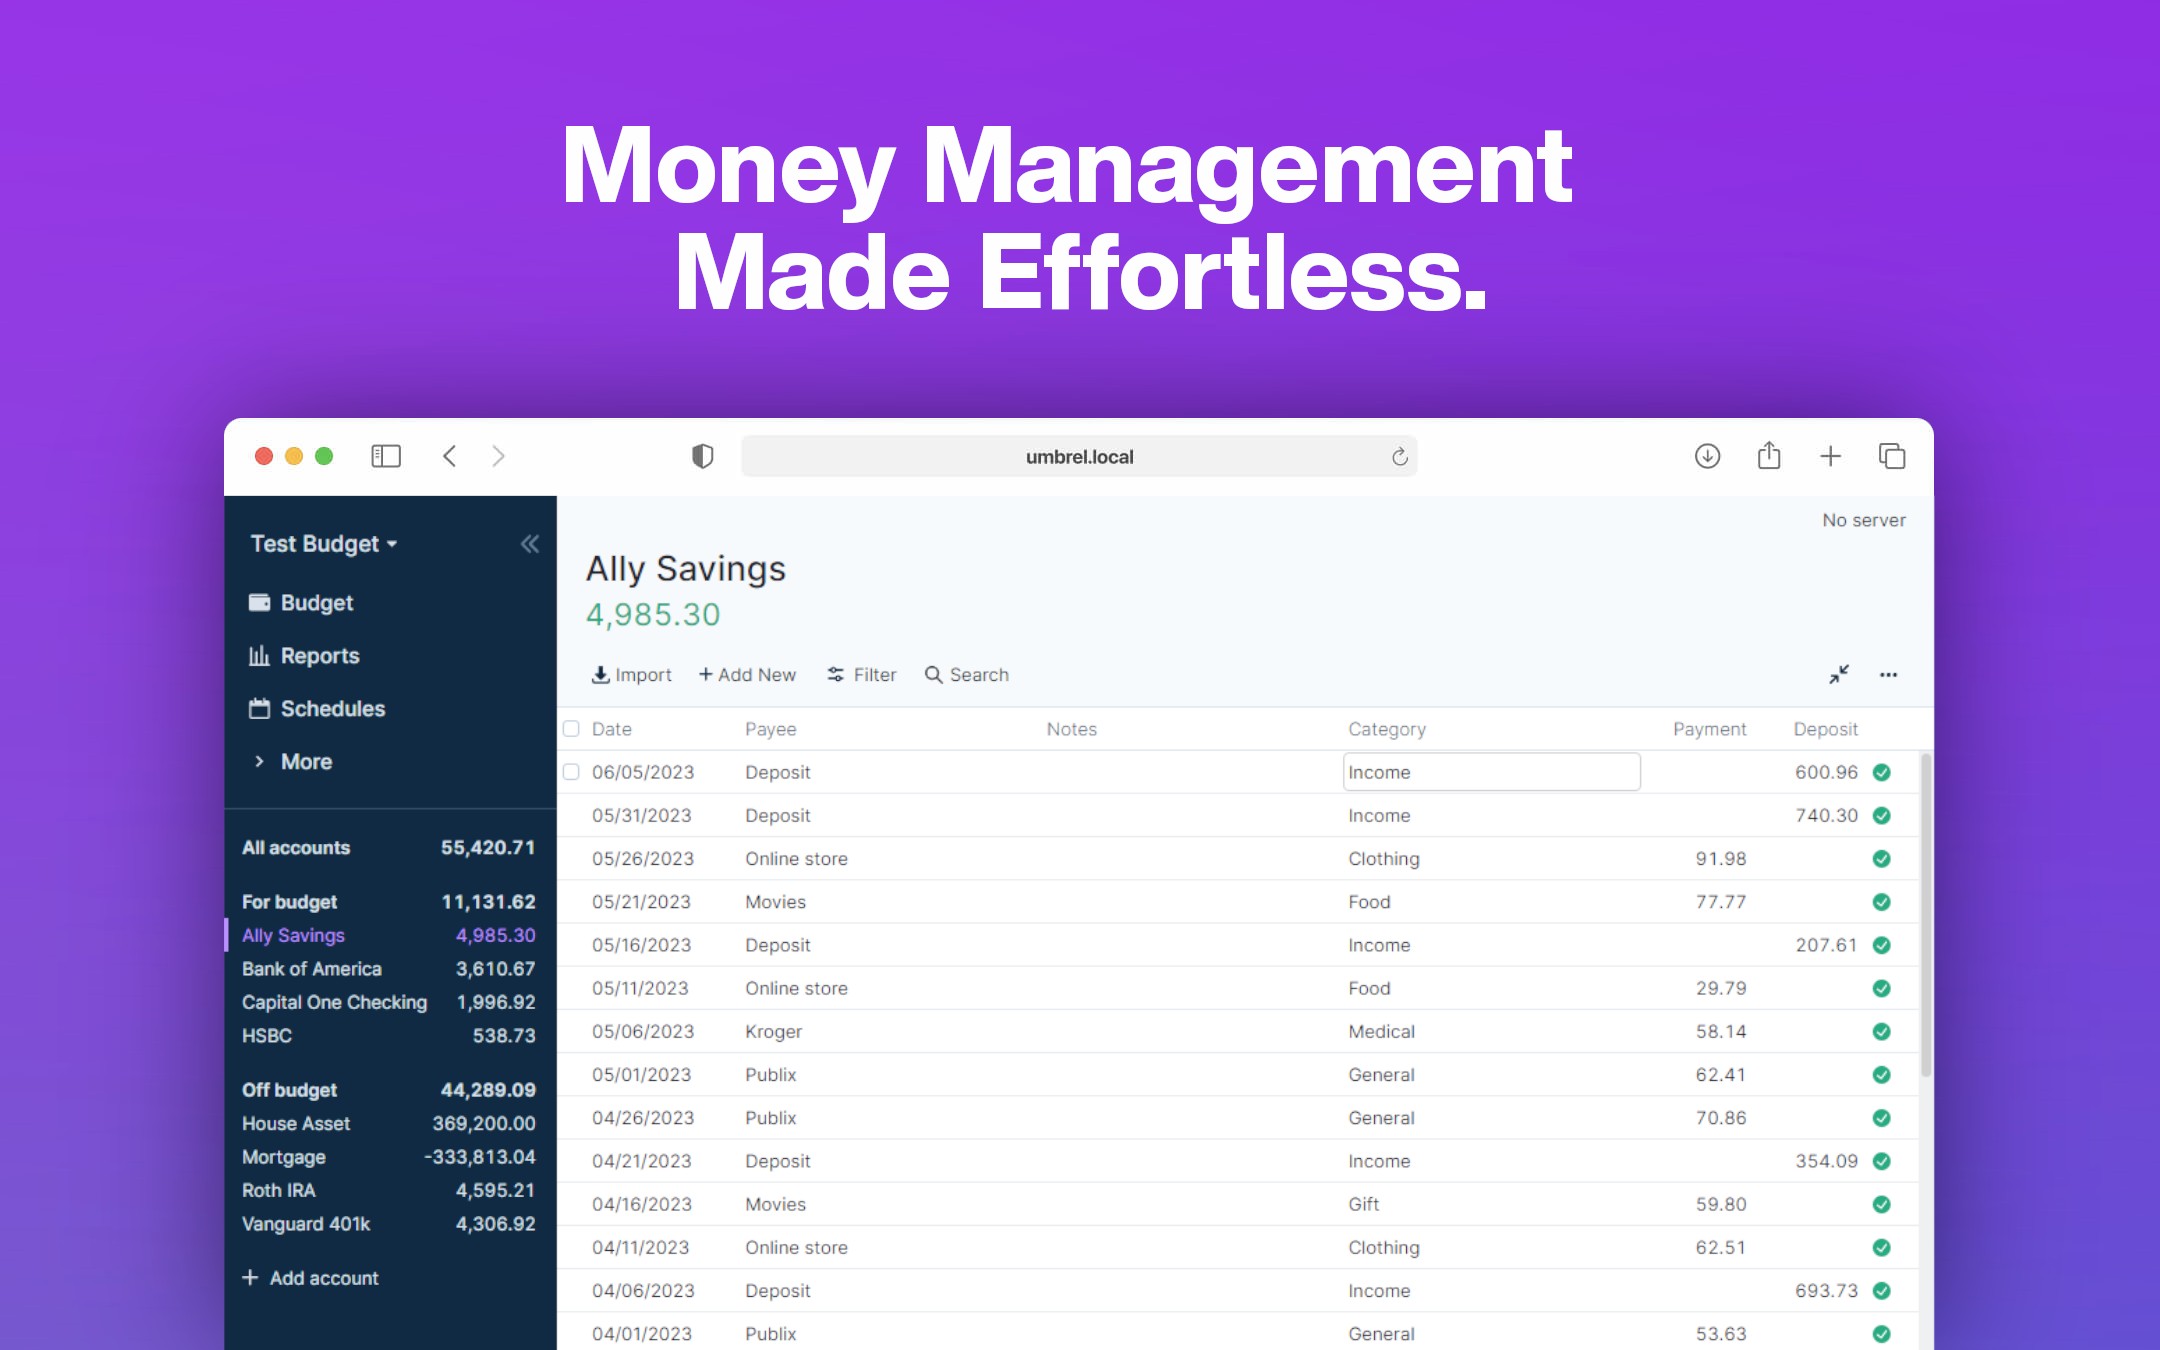 Money Management
Made Effortless.
umbrel.local
Test Budget
Budget
Reports
Schedules
More
All accounts 55,420.71
For budget 11,131.62
Ally Savings 4,985.30
Bank of America 3,610.67
Capital One Checking 1,996.92
HSBC 538.73
Off budget 44,289.09
House Asset 369,200.00
Mortgage -333,813.04
Roth IRA 4,595.21
Vanguard 401k 4,306.92
+ Add account
No server
Ally Savings
4,985.30
Import + Add New Filter Search ...
Date Payee Notes Category Payment Deposit
06/05/2023 Deposit Income 600.96
05/31/2023 Deposit Income 740.30
05/26/2023 Online store Clothing 91.98
05/21/2023 Movies Food 77.77
05/16/2023 Deposit Income 207.61
05/11/2023 Online store Food 29.79
05/06/2023 Kroger Medical 58.14
05/01/2023 Publix General 62.41
04/26/2023 Publix General 70.86
04/21/2023 Deposit Income 354.09
04/16/2023 Movies Gift 59.80
04/11/2023 Online store Clothing 62.51
04/06/2023 Deposit Income 693.73
04/01/2023 Publix General 53.63